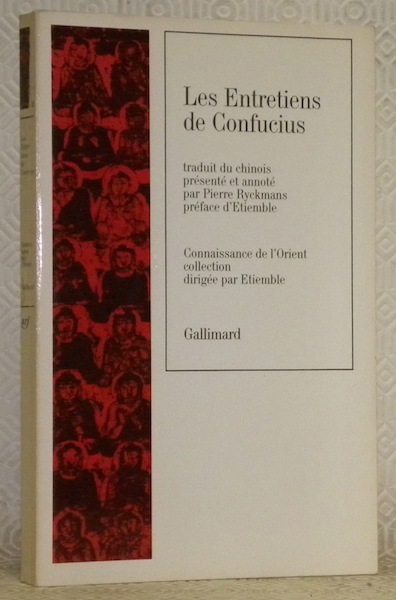 Les Entretiens
de Confucius
traduit du chinois
présenté et annoté
par Pierre Ryckmans
préface d'Etiemble
Connaissance de l'Orient
collection
dirigée par Etiemble
Gallimard
nrf